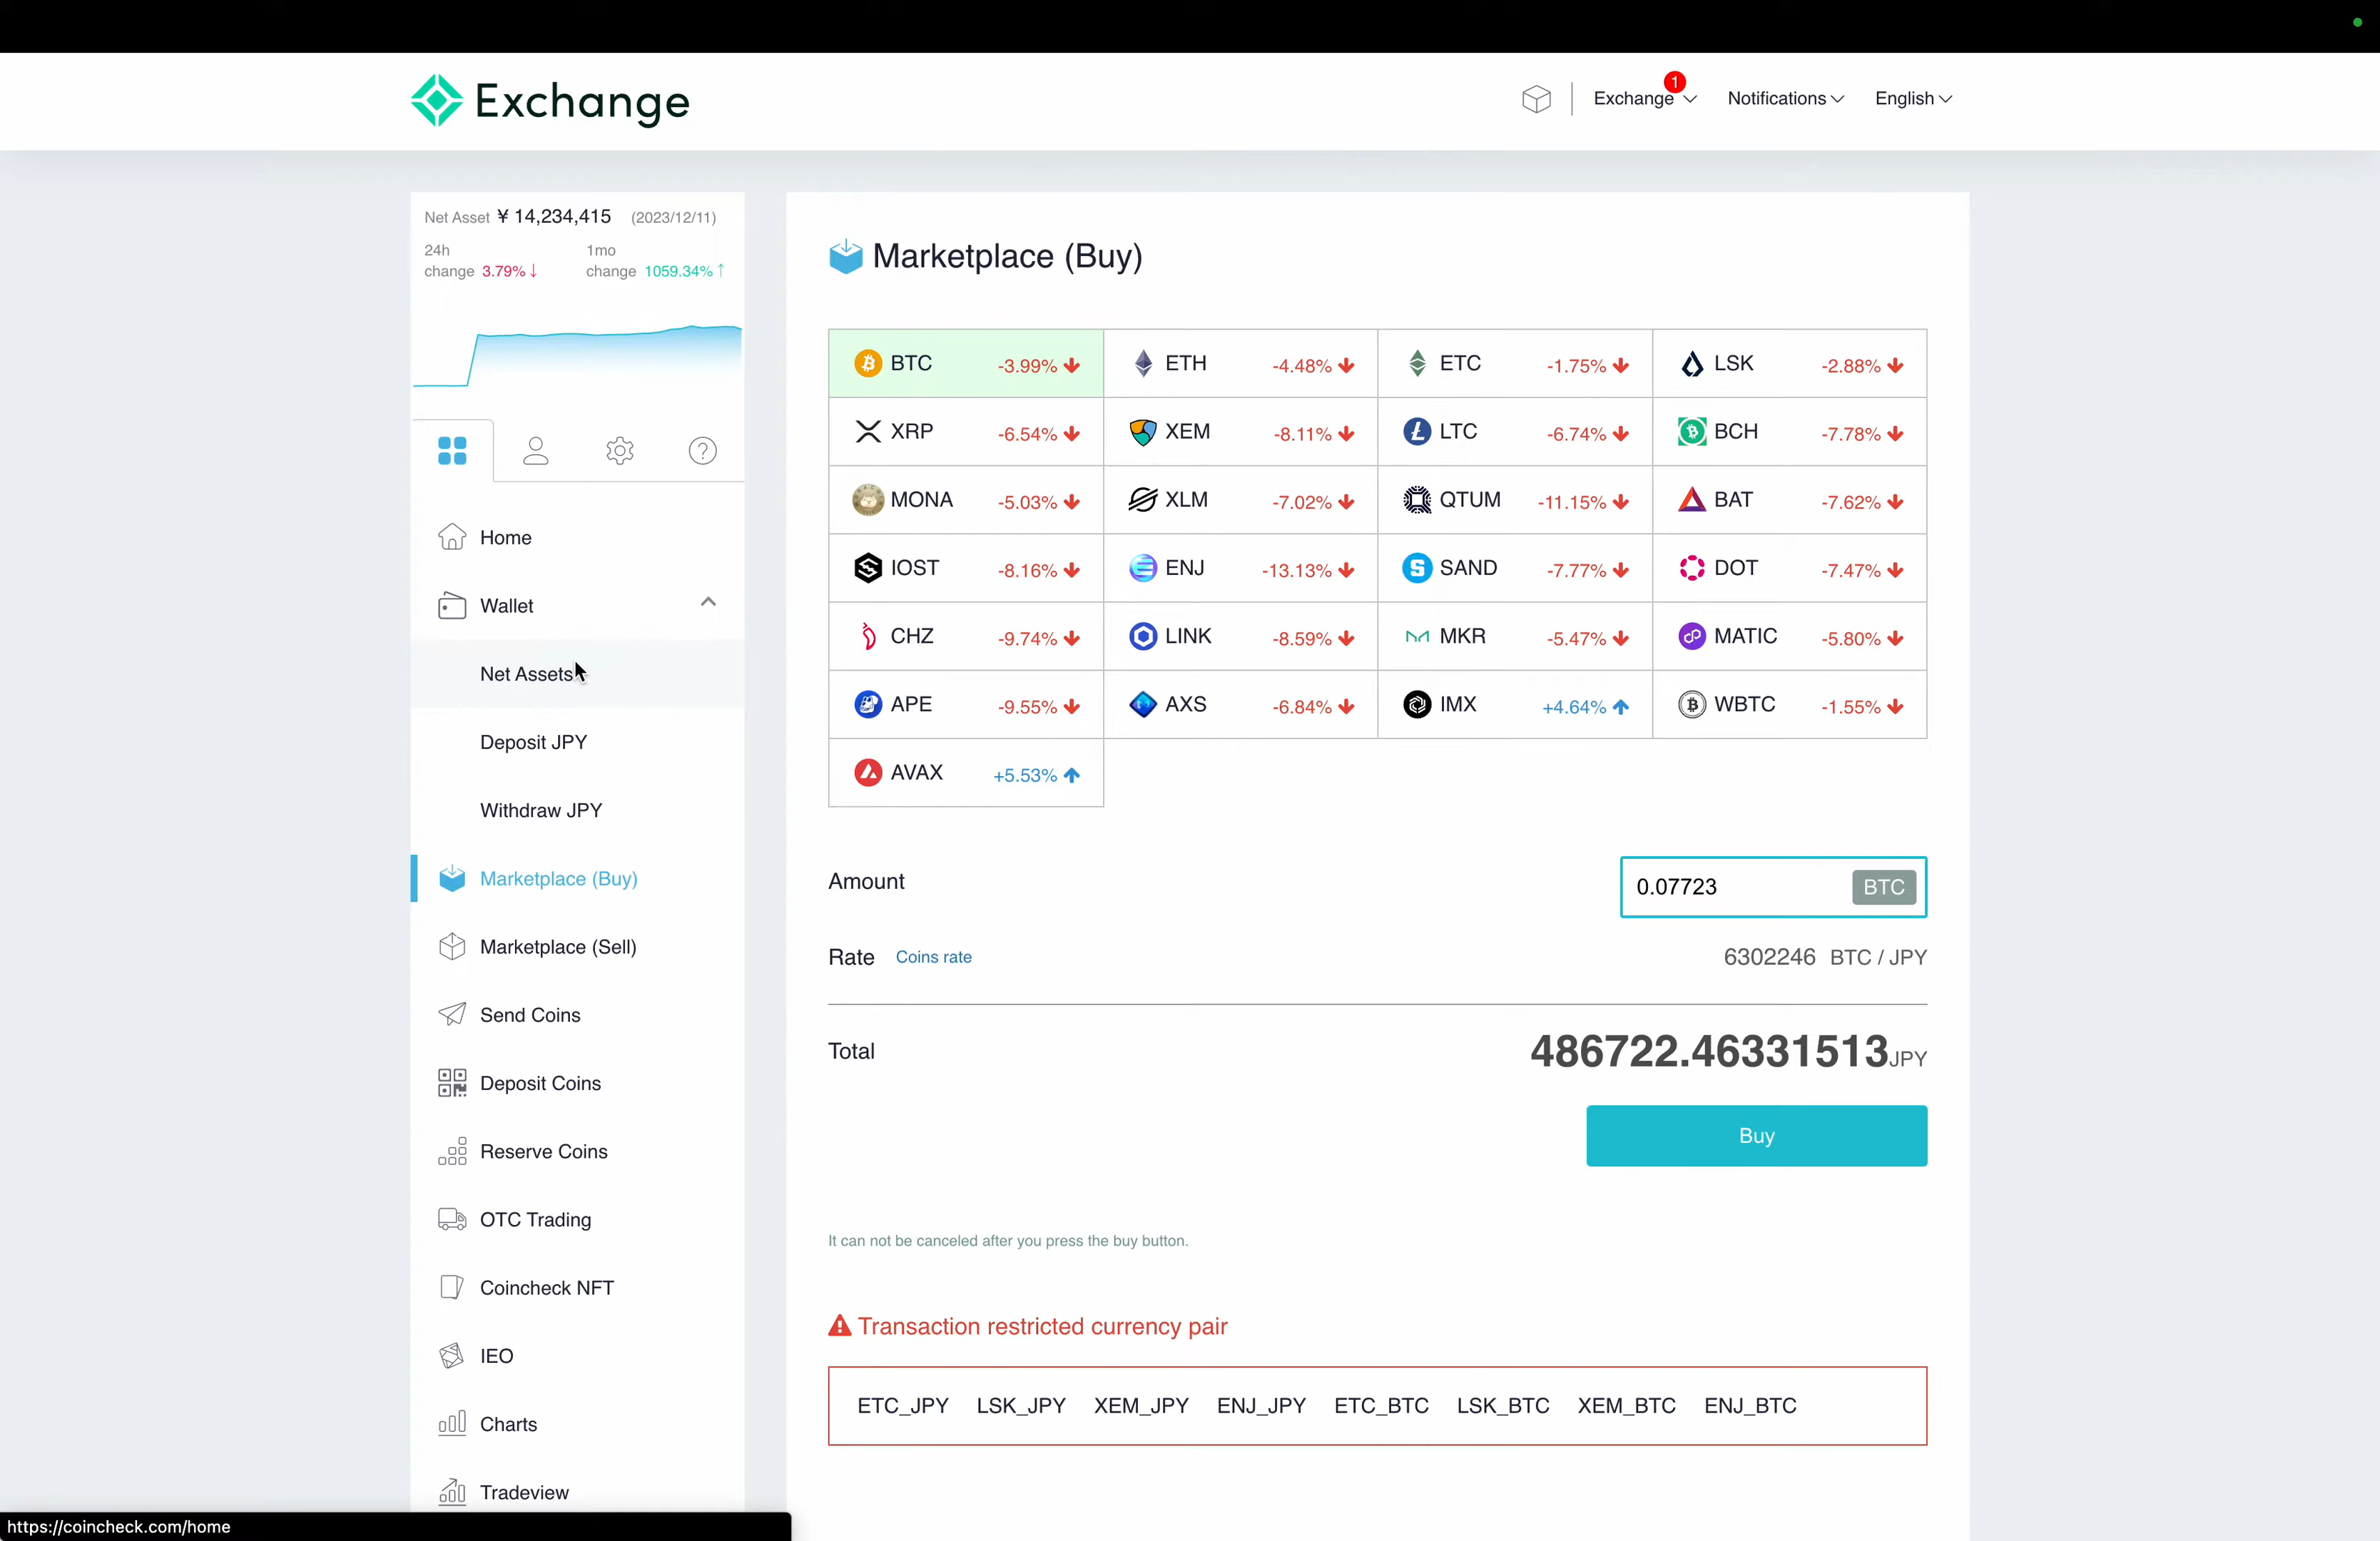 Exchange
Exchange 1
Notifications
English
Net Asset ¥ 14,234,415 (2023/12/11)
24h change 3.79% ↓
1mo change 1059.34% ↑
Home
Wallet
Net Assets
Deposit JPY
Withdraw JPY
Marketplace (Buy)
Marketplace (Sell)
Send Coins
Deposit Coins
Reserve Coins
OTC Trading
Coincheck NFT
IEO
Charts
Tradeview
Marketplace (Buy)
BTC -3.99% ETH -4.48% ETC -1.75% LSK -2.88%
XRP -6.54% XEM -8.11% LTC -6.74% BCH -7.78%
MONA -5.03% XLM -7.02% QTUM -11.15% BAT -7.62%
IOST -8.16% ENJ -13.13% SAND -7.77% DOT -7.47%
CHZ -9.74% LINK -8.59% MKR -5.47% MATIC -5.80%
APE -9.55% AXS -6.84% IMX +4.64% WBTC -1.55%
AVAX +5.53%
Amount 0.07723 BTC
Rate Coins rate 6302246 BTC / JPY
Total 486722.46331513 JPY
Buy
It can not be canceled after you press the buy button.
Transaction restricted currency pair
ETC_JPY LSK_JPY XEM_JPY ENJ_JPY ETC_BTC LSK_BTC XEM_BTC ENJ_BTC
https://coincheck.com/home